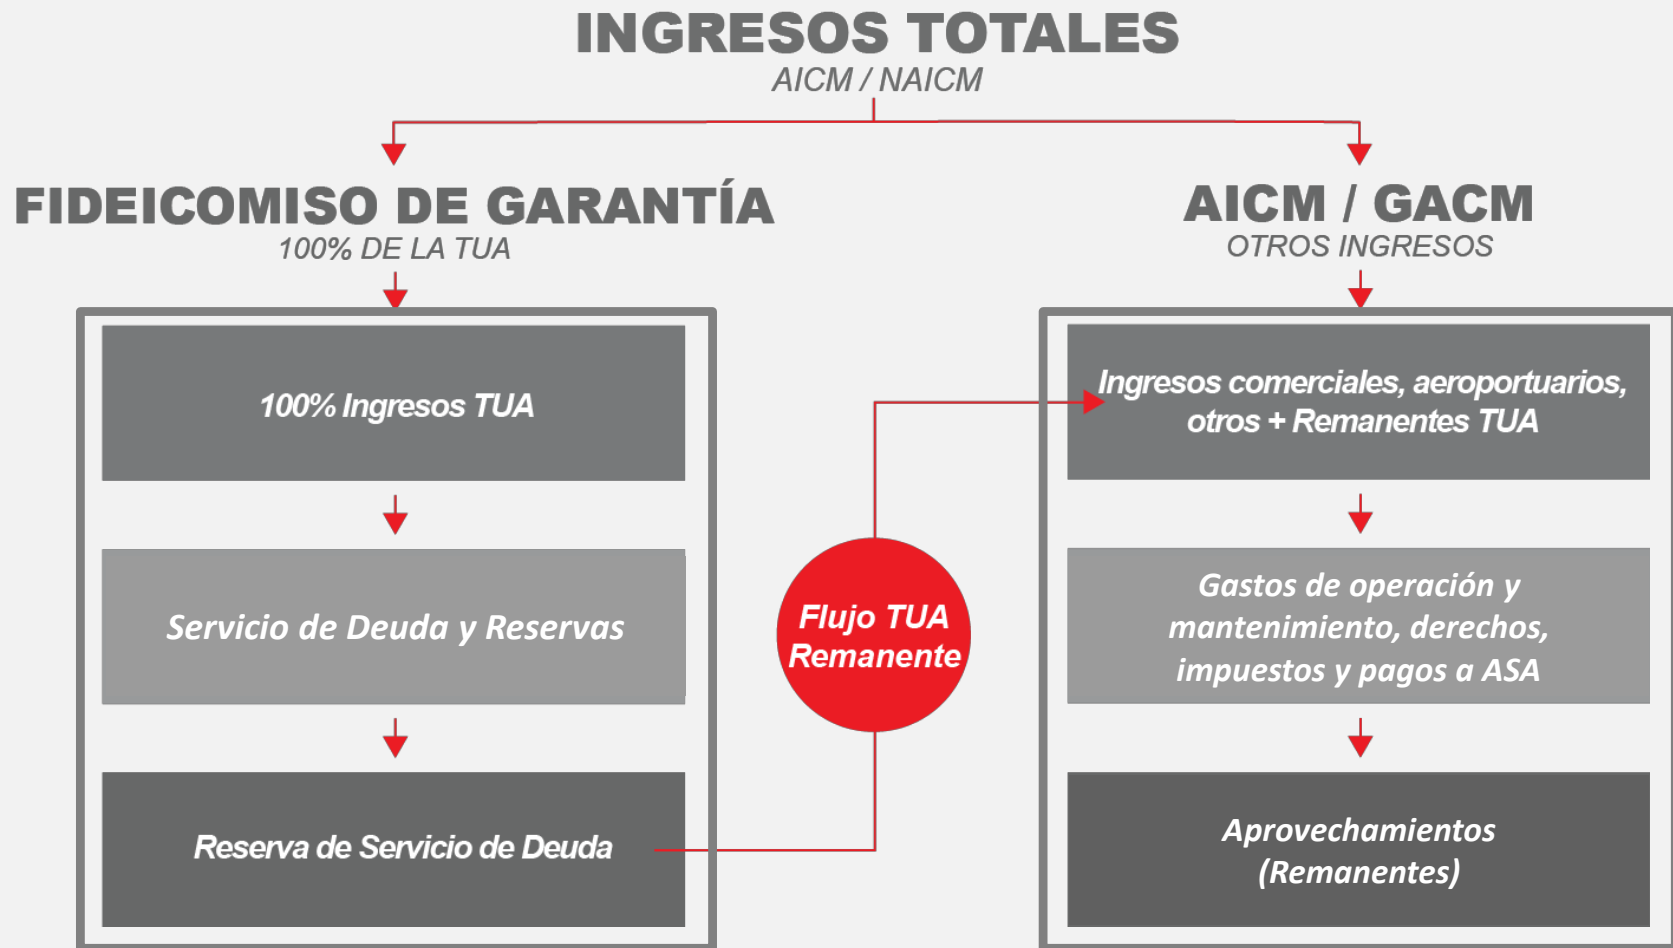 INGRESOS TOTALES
AICM / NAICM
FIDEICOMISO DE GARANTÍA
100% DE LA TUA
100% Ingresos TUA
Servicio de Deuda y Reservas
Reserva de Servicio de Deuda
Flujo TUA
Remanente
AICM / GACM
OTROS INGRESOS
Ingresos comerciales, aeroportuarios,
otros + Remanentes TUA
Gastos de operación y
mantenimiento, derechos,
impuestos y pagos a ASA
Aprovechamientos
(Remanentes)